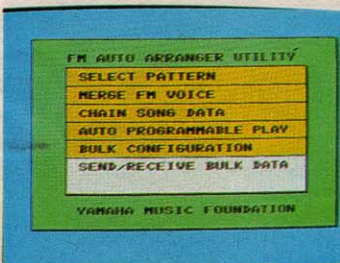 FM AUTO ARRANGER UTILITY
SELECT PATTERN
MERGE FM VOICE
CHAIN SONG DATA
AUTO PROGRAMMABLE PLAY
BULK CONFIGURATION
SEND/RECEIVE BULK DATA
YAMAHA MUSIC FOUNDATION